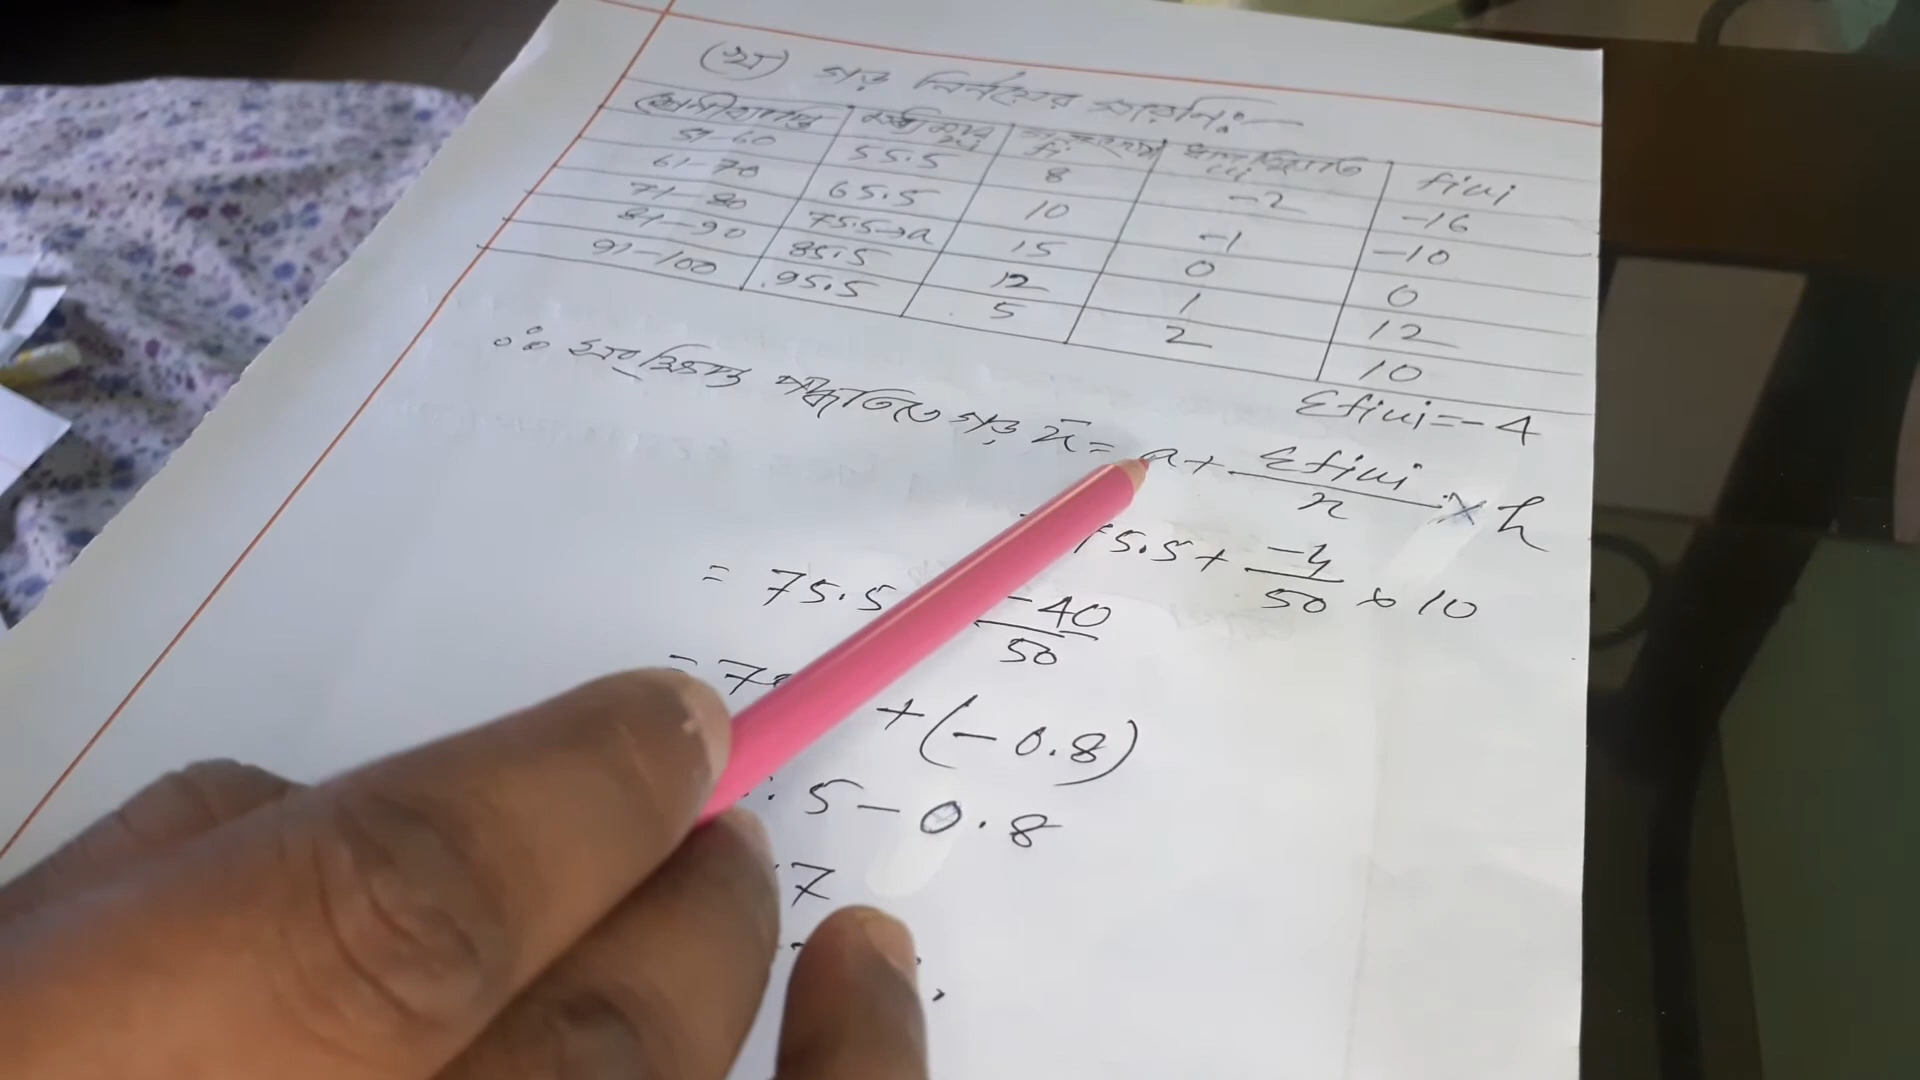 (খ) গড় নির্ণয়ের সারণি:-
শ্রেণীব্যাপ্তি মধ্যমান xi গণসংখ্যা fi ধাপ বিচ্যুতি ui fiui
51-60 55.5 8 -2 -16
61-70 65.5 10 -1 -10
71-80 75.5→a 15 0 0
81-90 85.5 12 1 12
91-100 95.5 5 2 10
Σfiui=-4
∴ সংক্ষিপ্ত পদ্ধতিতে গড়, x̄ = a + Σfiui/n × h
75.5 + -4/50 × 10
= 75.5 -40/50
= 7 + (-0.8)
.5 - 0.8
.7